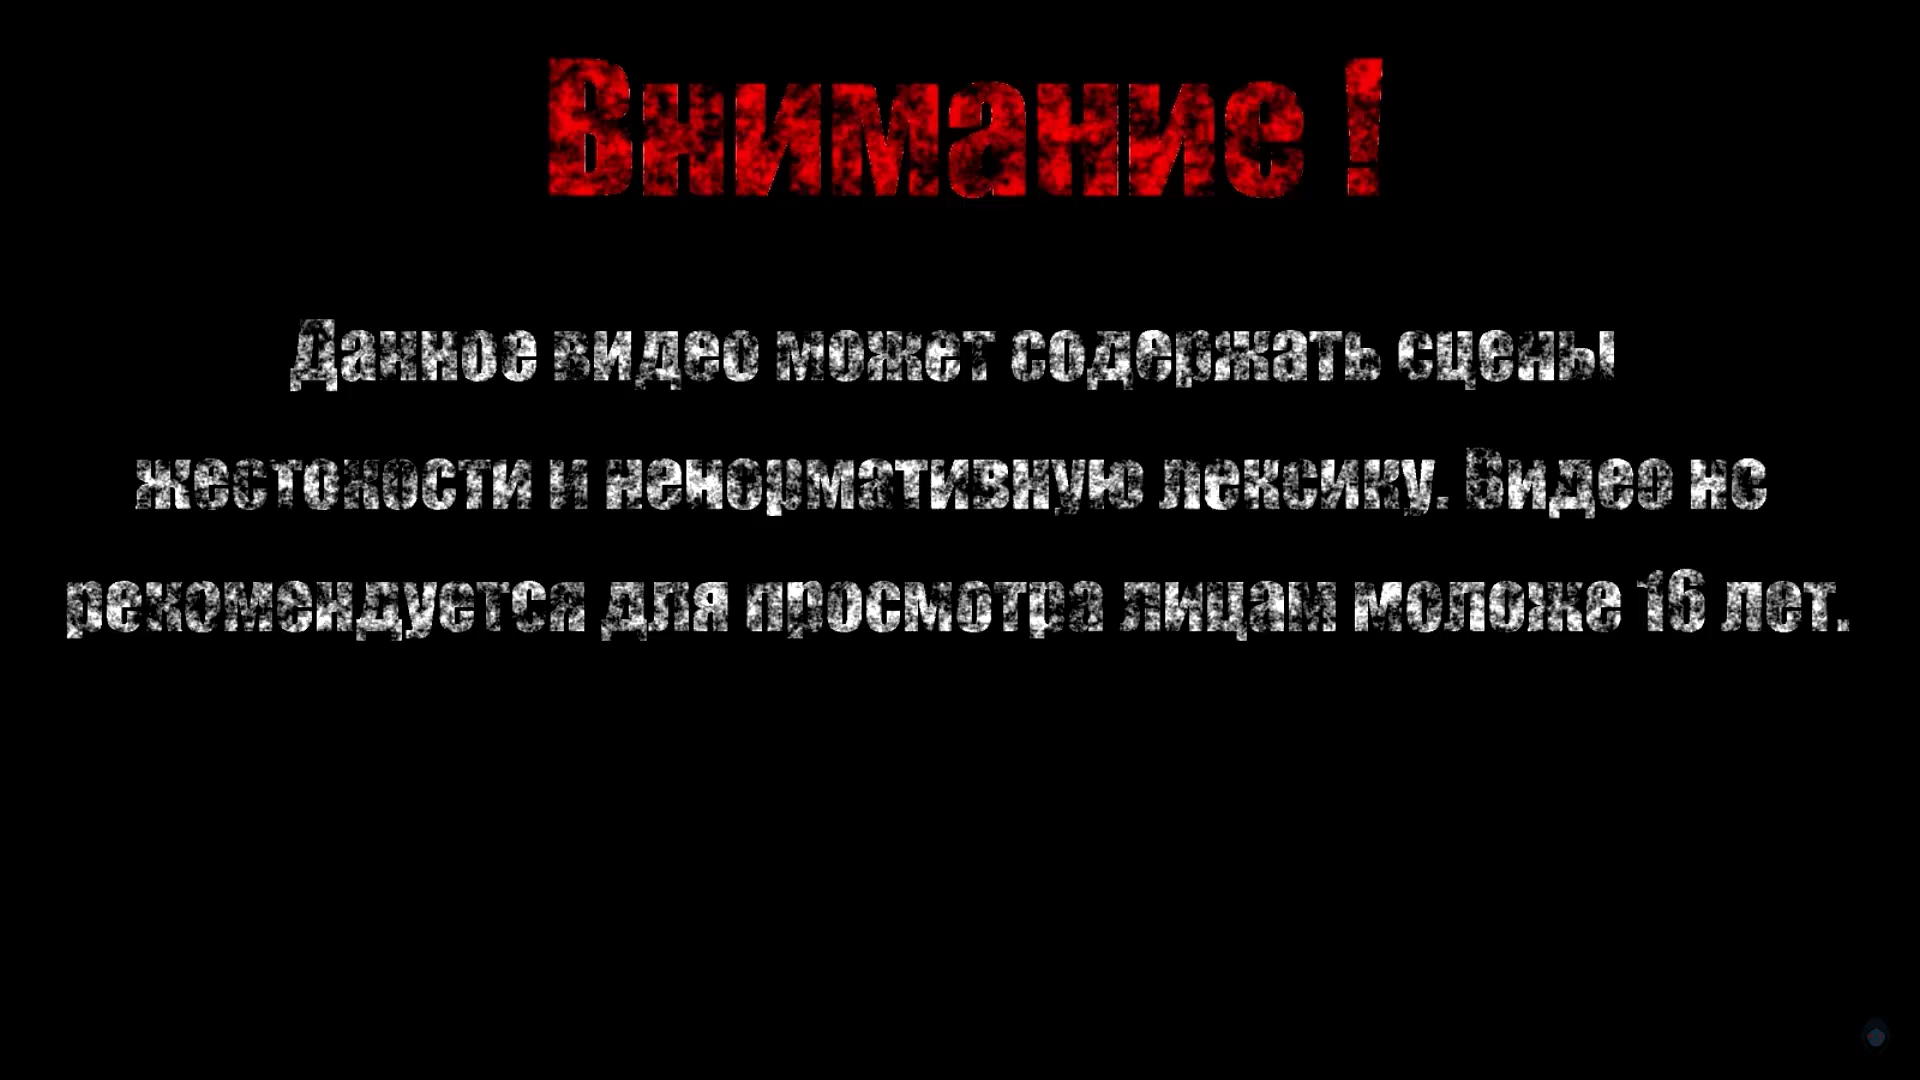 Внимание !
Данное видео может содержать сцены
жестокости и ненормативную лексику. Видео не
рекомендуется для просмотра лицам моложе 16 лет.